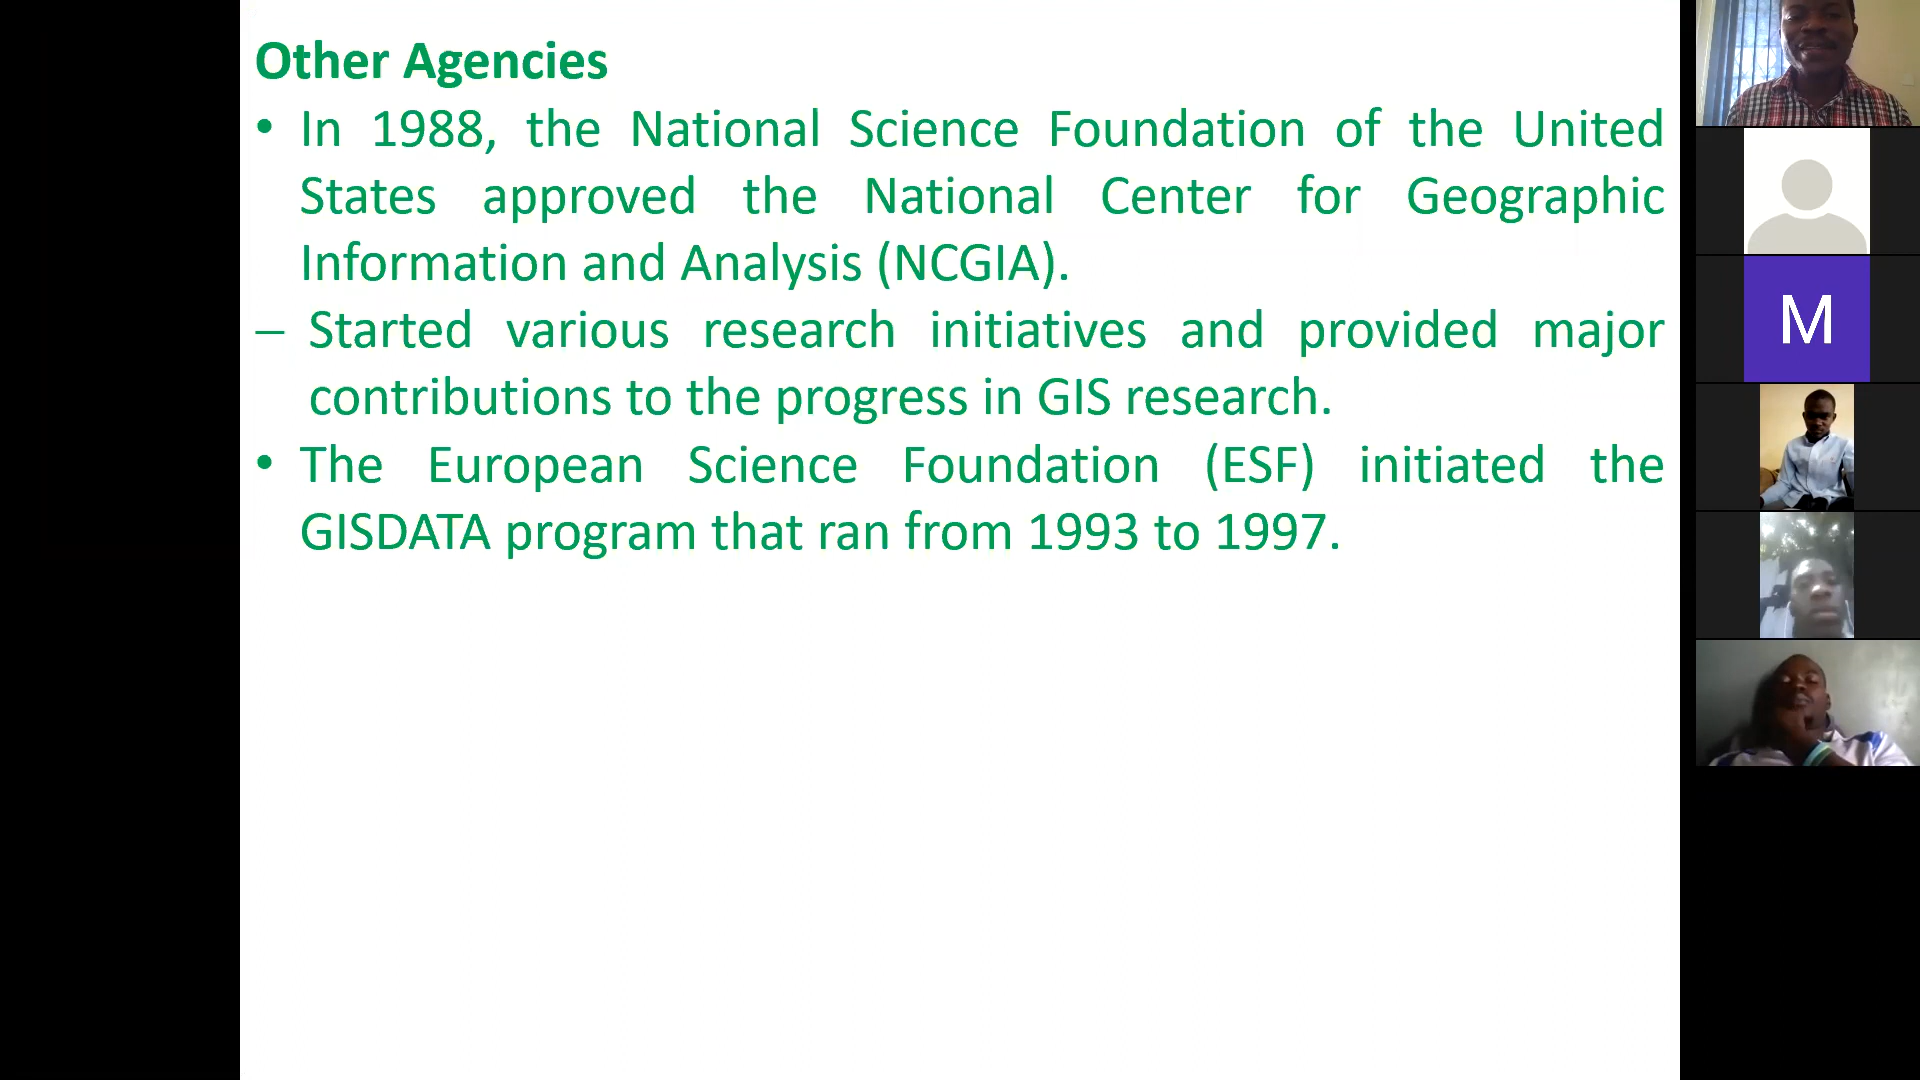 Other Agencies
• In 1988, the National Science Foundation of the United
States approved the National Center for Geographic
Information and Analysis (NCGIA).
– Started various research initiatives and provided major
contributions to the progress in GIS research.
• The European Science Foundation (ESF) initiated the
GISDATA program that ran from 1993 to 1997.
M